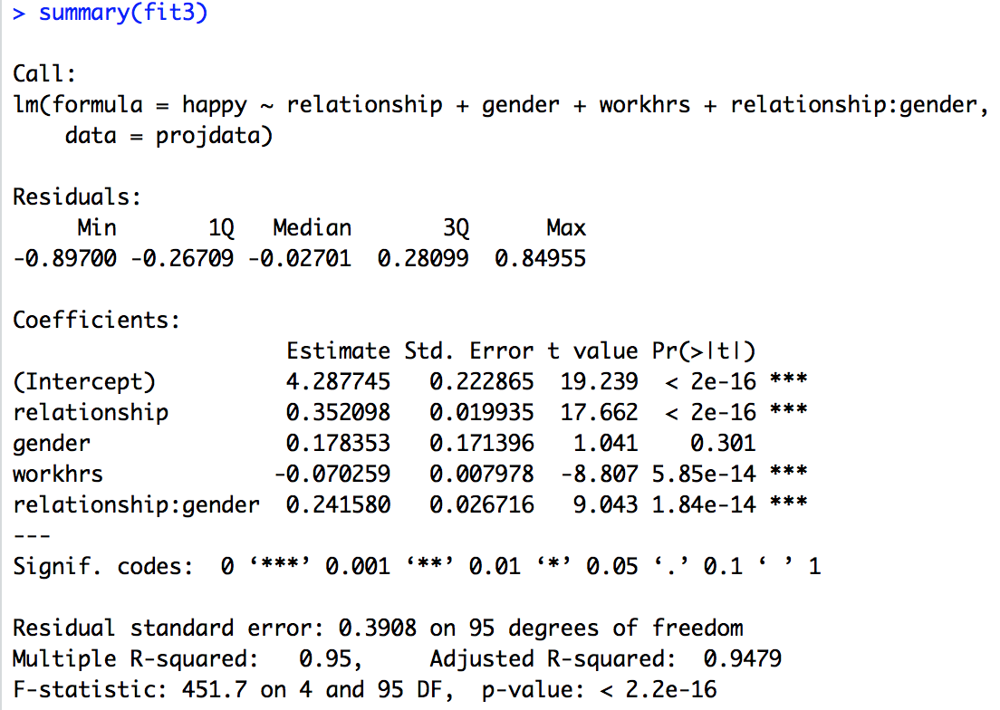 > summary(fit3)
Call:
lm(formula = happy ~ relationship + gender + workhrs + relationship:gender,
    data = projdata)
Residuals:
     Min       1Q   Median       3Q      Max
-0.89700 -0.26709 -0.02701  0.28099  0.84955
Coefficients:
                    Estimate Std. Error t value Pr(>|t|)
(Intercept)         4.287745   0.222865  19.239  < 2e-16 ***
relationship        0.352098   0.019935  17.662  < 2e-16 ***
gender              0.178353   0.171396   1.041    0.301
workhrs            -0.070259   0.007978  -8.807 5.85e-14 ***
relationship:gender  0.241580   0.026716   9.043 1.84e-14 ***
---
Signif. codes:  0 ‘***’ 0.001 ‘**’ 0.01 ‘*’ 0.05 ‘.’ 0.1 ‘ ’ 1
Residual standard error: 0.3908 on 95 degrees of freedom
Multiple R-squared:   0.95,	Adjusted R-squared:  0.9479
F-statistic: 451.7 on 4 and 95 DF,  p-value: < 2.2e-16